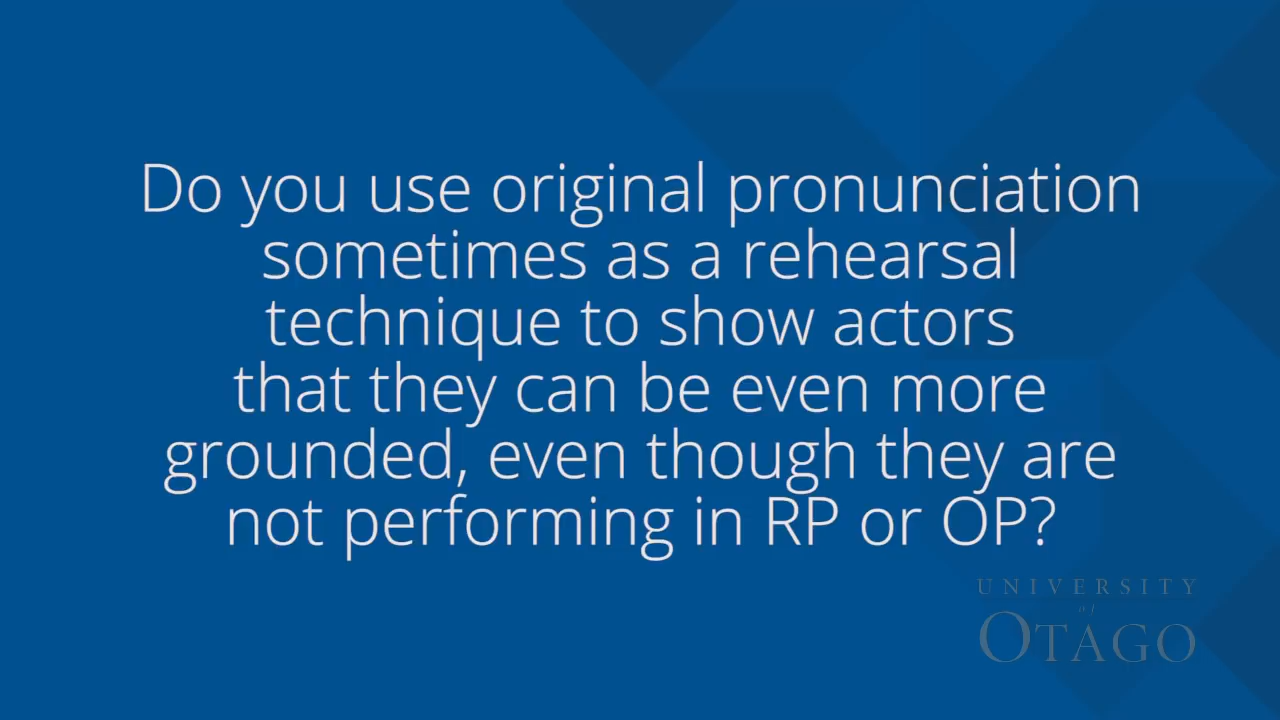 Do you use original pronunciation
sometimes as a rehearsal
technique to show actors
that they can be even more
grounded, even though they are
not performing in RP or OP?
UNIVERSITY
of
OTAGO